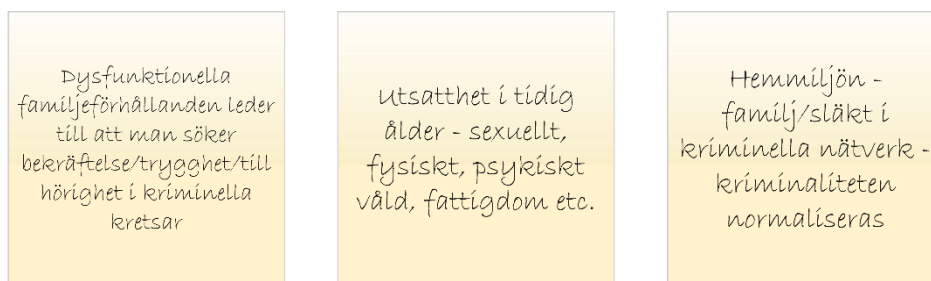 Dysfunktionella
familjeförhållanden leder
till att man söker
bekräftelse/trygghet/till
hörighet i kriminella
kretsar
Utsatthet i tidig
ålder - sexuellt,
fysiskt, psykiskt
våld, fattigdom etc.
Hemmiljön -
familj/släkt i
kriminella nätverk -
kriminaliteten
normaliseras